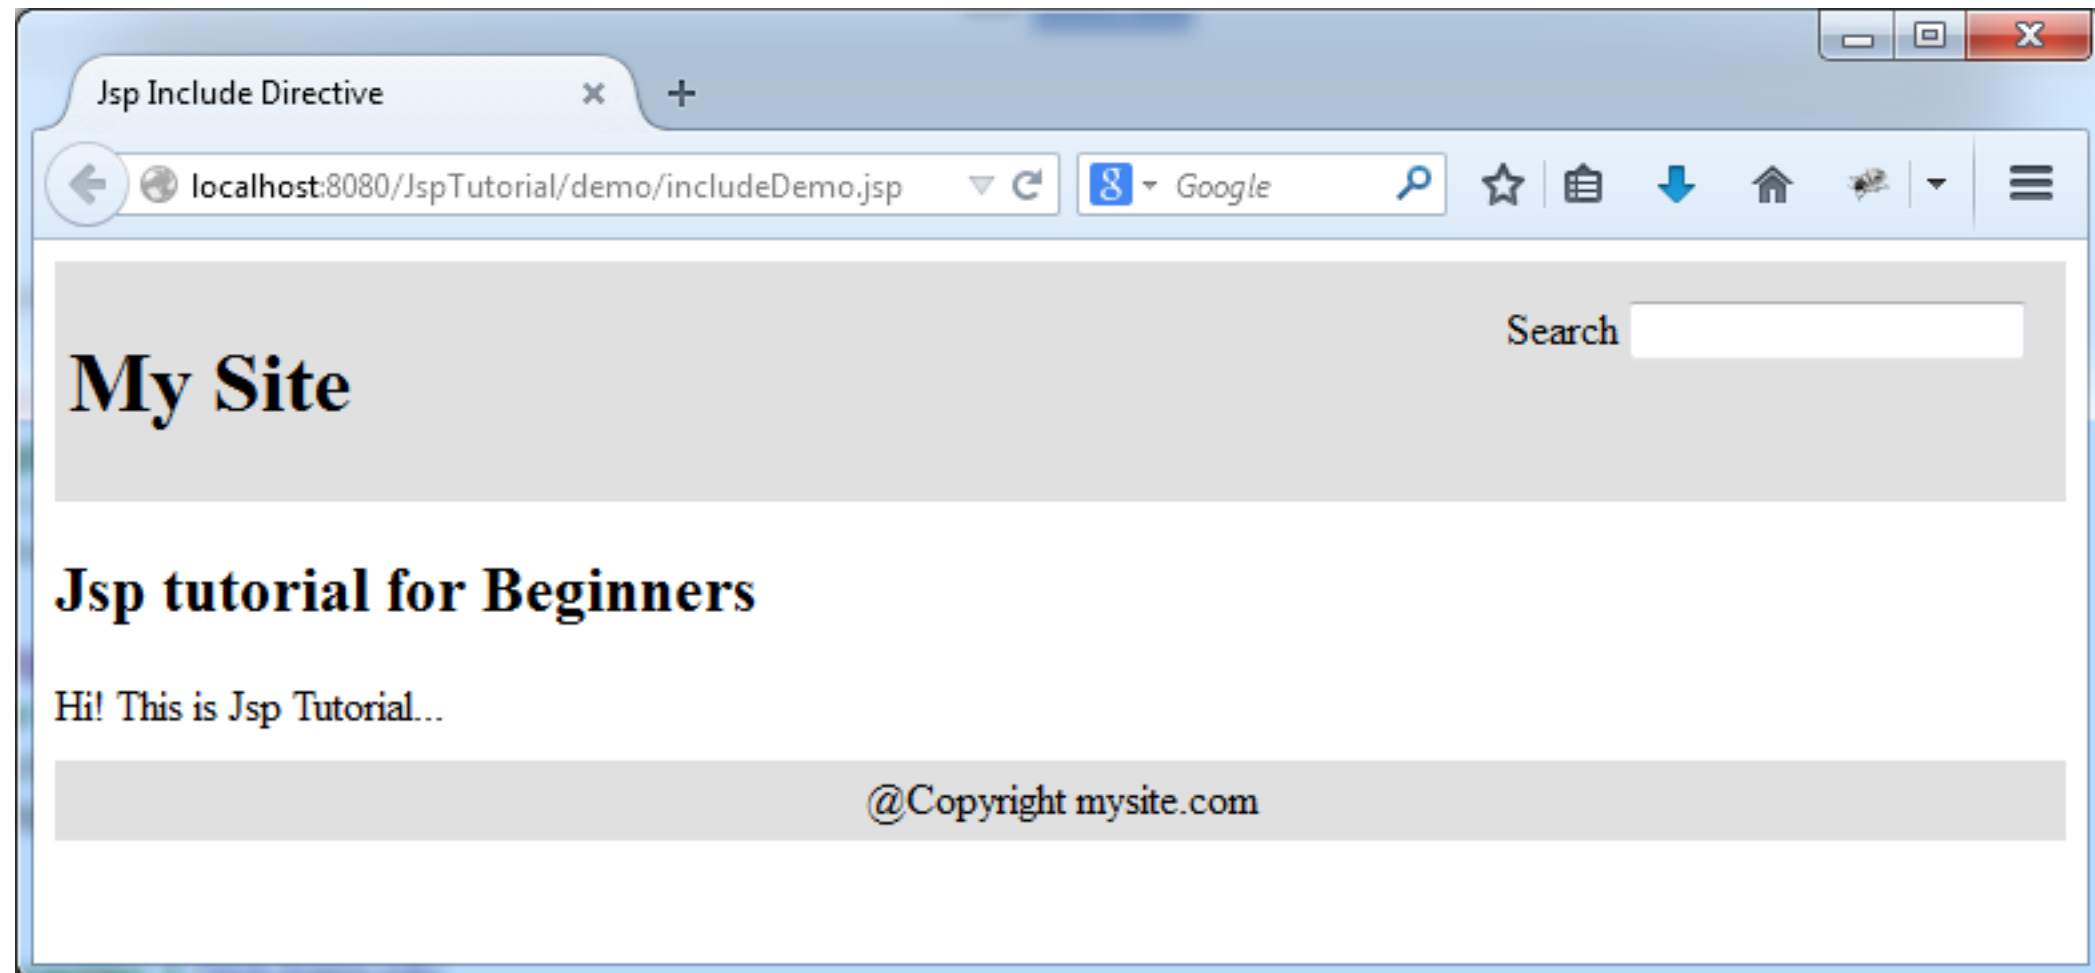 Jsp Include Directive
localhost:8080/JspTutorial/demo/includeDemo.jsp
8 Google
Search
My Site
Jsp tutorial for Beginners
Hi! This is Jsp Tutorial...
@Copyright mysite.com